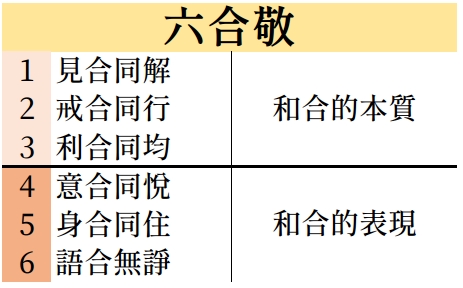 六合敬
1 見合同解
2 戒合同行 和合的本質
3 利合同均
4 意合同悅
5 身合同住 和合的表現
6 語合無諍